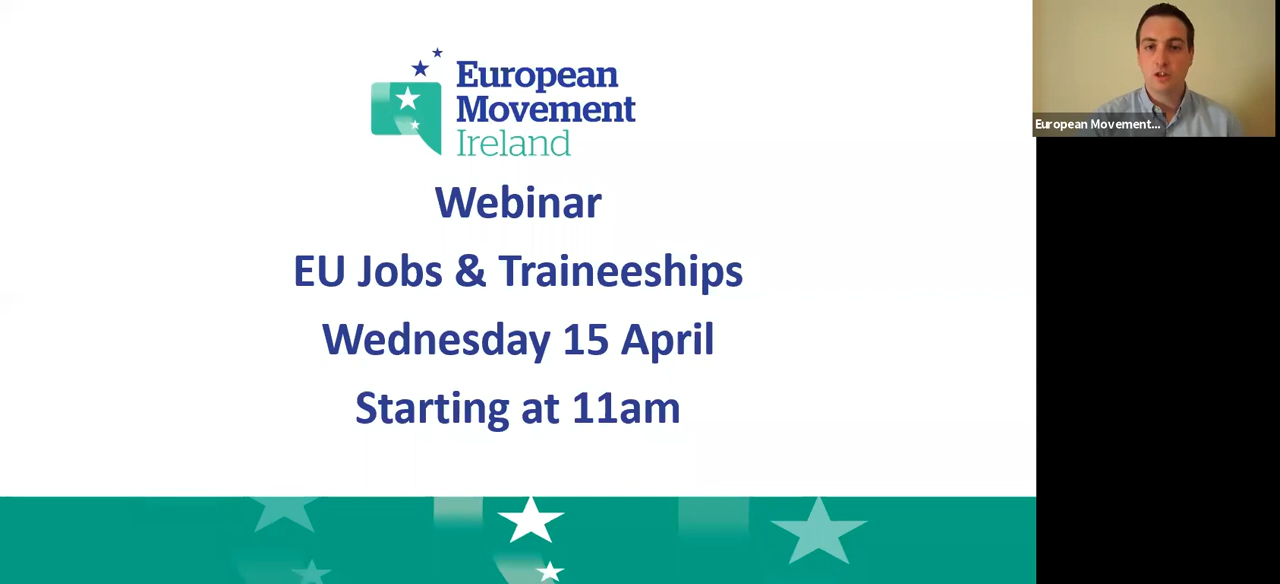 European
Movement
Ireland
Webinar
EU Jobs & Traineeships
Wednesday 15 April
Starting at 11am
European Movement...